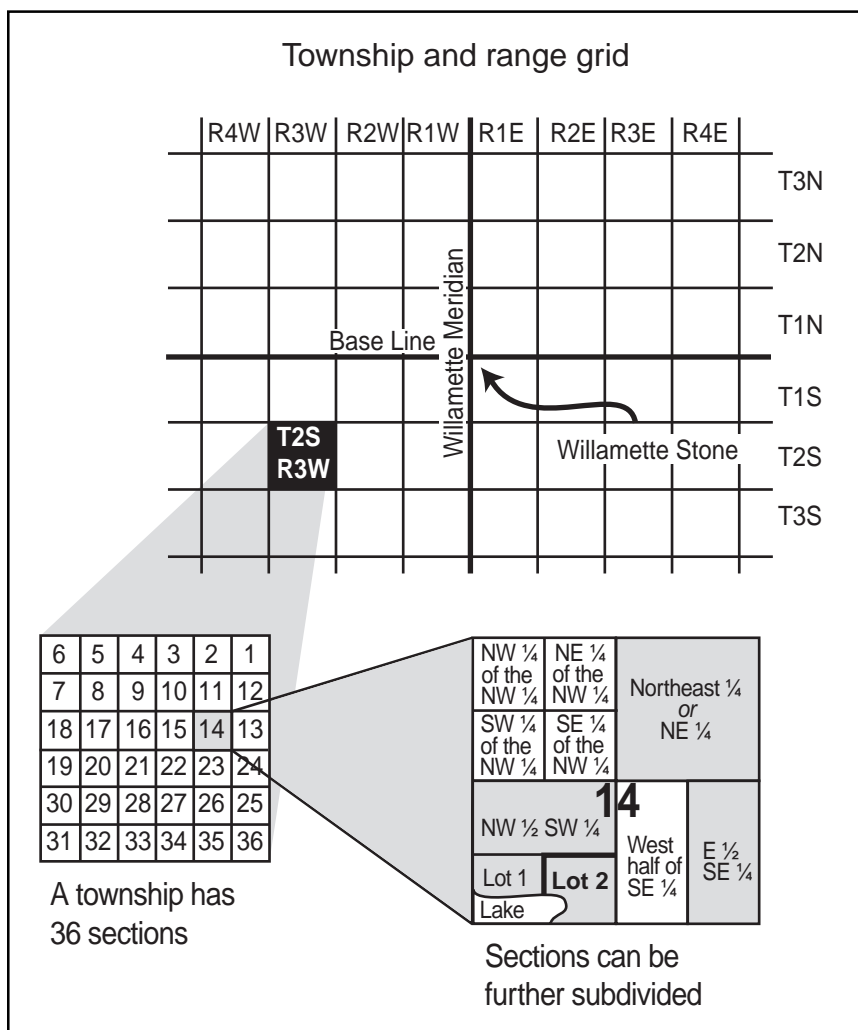 Township and range grid
R4W R3W R2W R1W R1E R2E R3E R4E
T3N
T2N
T1N
Base Line
Willamette Meridian
T1S
T2S
R3W
Willamette Stone
T2S
T3S
6 5 4 3 2 1
7 8 9 10 11 12
18 17 16 15 14 13
19 20 21 22 23 24
30 29 28 27 26 25
31 32 33 34 35 36
A township has
36 sections
NW ¼
of the
NW ¼
NE ¼
of the
NW ¼
Northeast ¼
or
NE ¼
SW ¼
of the
NW ¼
SE ¼
of the
NW ¼
14
NW ½ SW ¼
West
half of
SE ¼
E ½
SE ¼
Lot 1
Lot 2
Lake
Sections can be
further subdivided